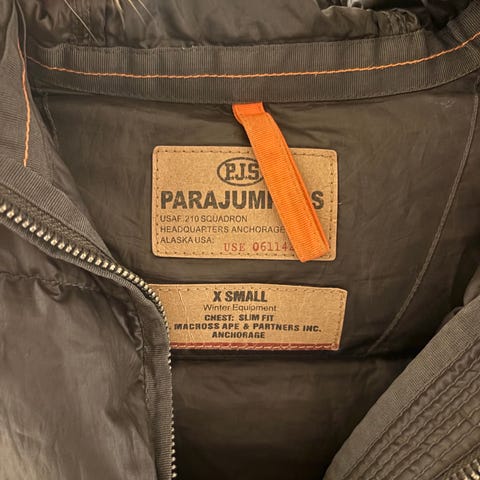 P.J.S
PARAJUM S
USAF. 210 SQUADRON
HEADQUARTERS ANCHORAGE
ALASKA USA.
USE 06114
X SMALL
Winter Equipment
CHEST: SLIM FIT
MACROSS APE & PARTNERS INC.
ANCHORAGE